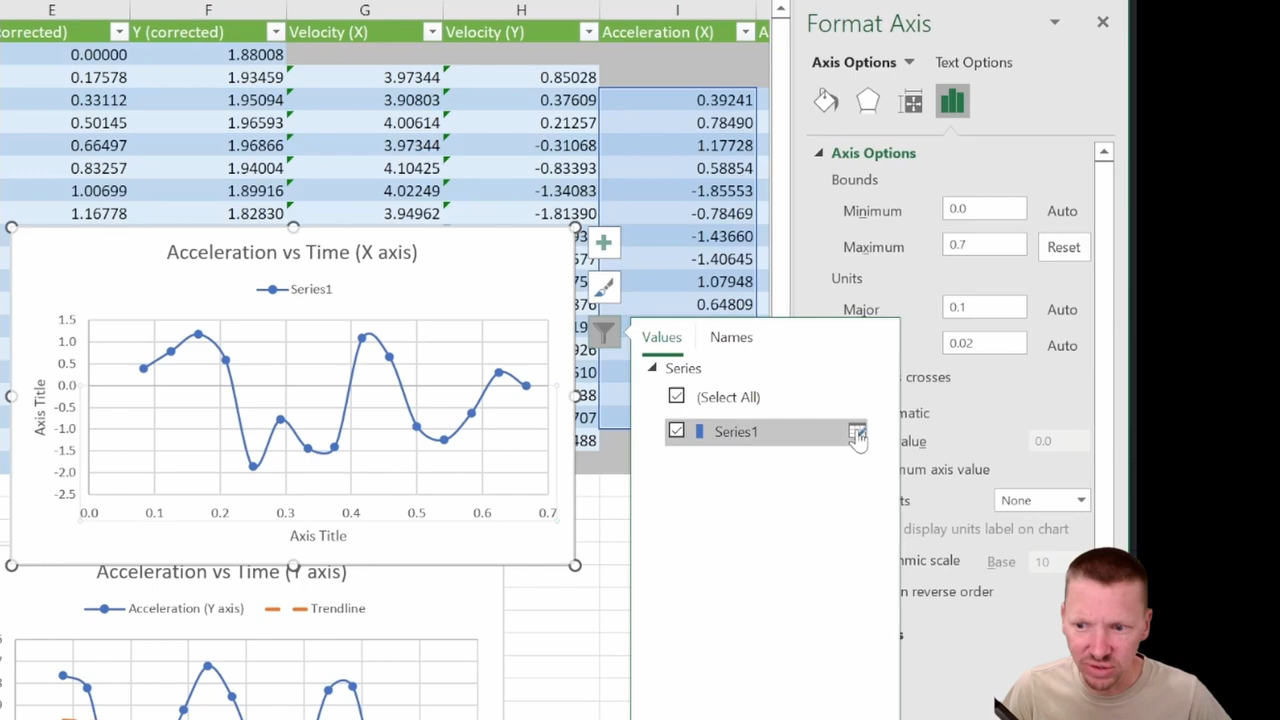 E F G H I
orrected) Y (corrected) Velocity (X) Velocity (Y) Acceleration (X) A
0.00000 1.88008
0.17578 1.93459 3.97344 0.85028
0.33112 1.95094 3.90803 0.37609 0.39241
0.50145 1.96593 4.00614 0.21257 0.78490
0.66497 1.96866 3.97344 -0.31068 1.17728
0.83257 1.94004 4.10425 -0.83393 0.58854
1.00699 1.89916 4.02249 -1.34083 -1.85553
1.16778 1.82830 3.94962 -1.81390 -0.78469
-1.43660
-1.40645
1.07948
0.64809
Acceleration vs Time (X axis)
Series1
1.5
1.0
0.5
0.0
-0.5
-1.0
-1.5
-2.0
-2.5
0.0 0.1 0.2 0.3 0.4 0.5 0.6 0.7
Axis Title
Axis Title
Acceleration vs Time (Y axis)
Acceleration (Y axis) Trendline
Values Names
Series
(Select All)
Series1
Format Axis
Axis Options Text Options
Axis Options
Bounds
Minimum 0.0 Auto
Maximum 0.7 Reset
Units
Major 0.1 Auto
0.02 Auto
s crosses
matic
alue 0.0
num axis value
ts None
display units label on chart
hmic scale Base 10
n reverse order